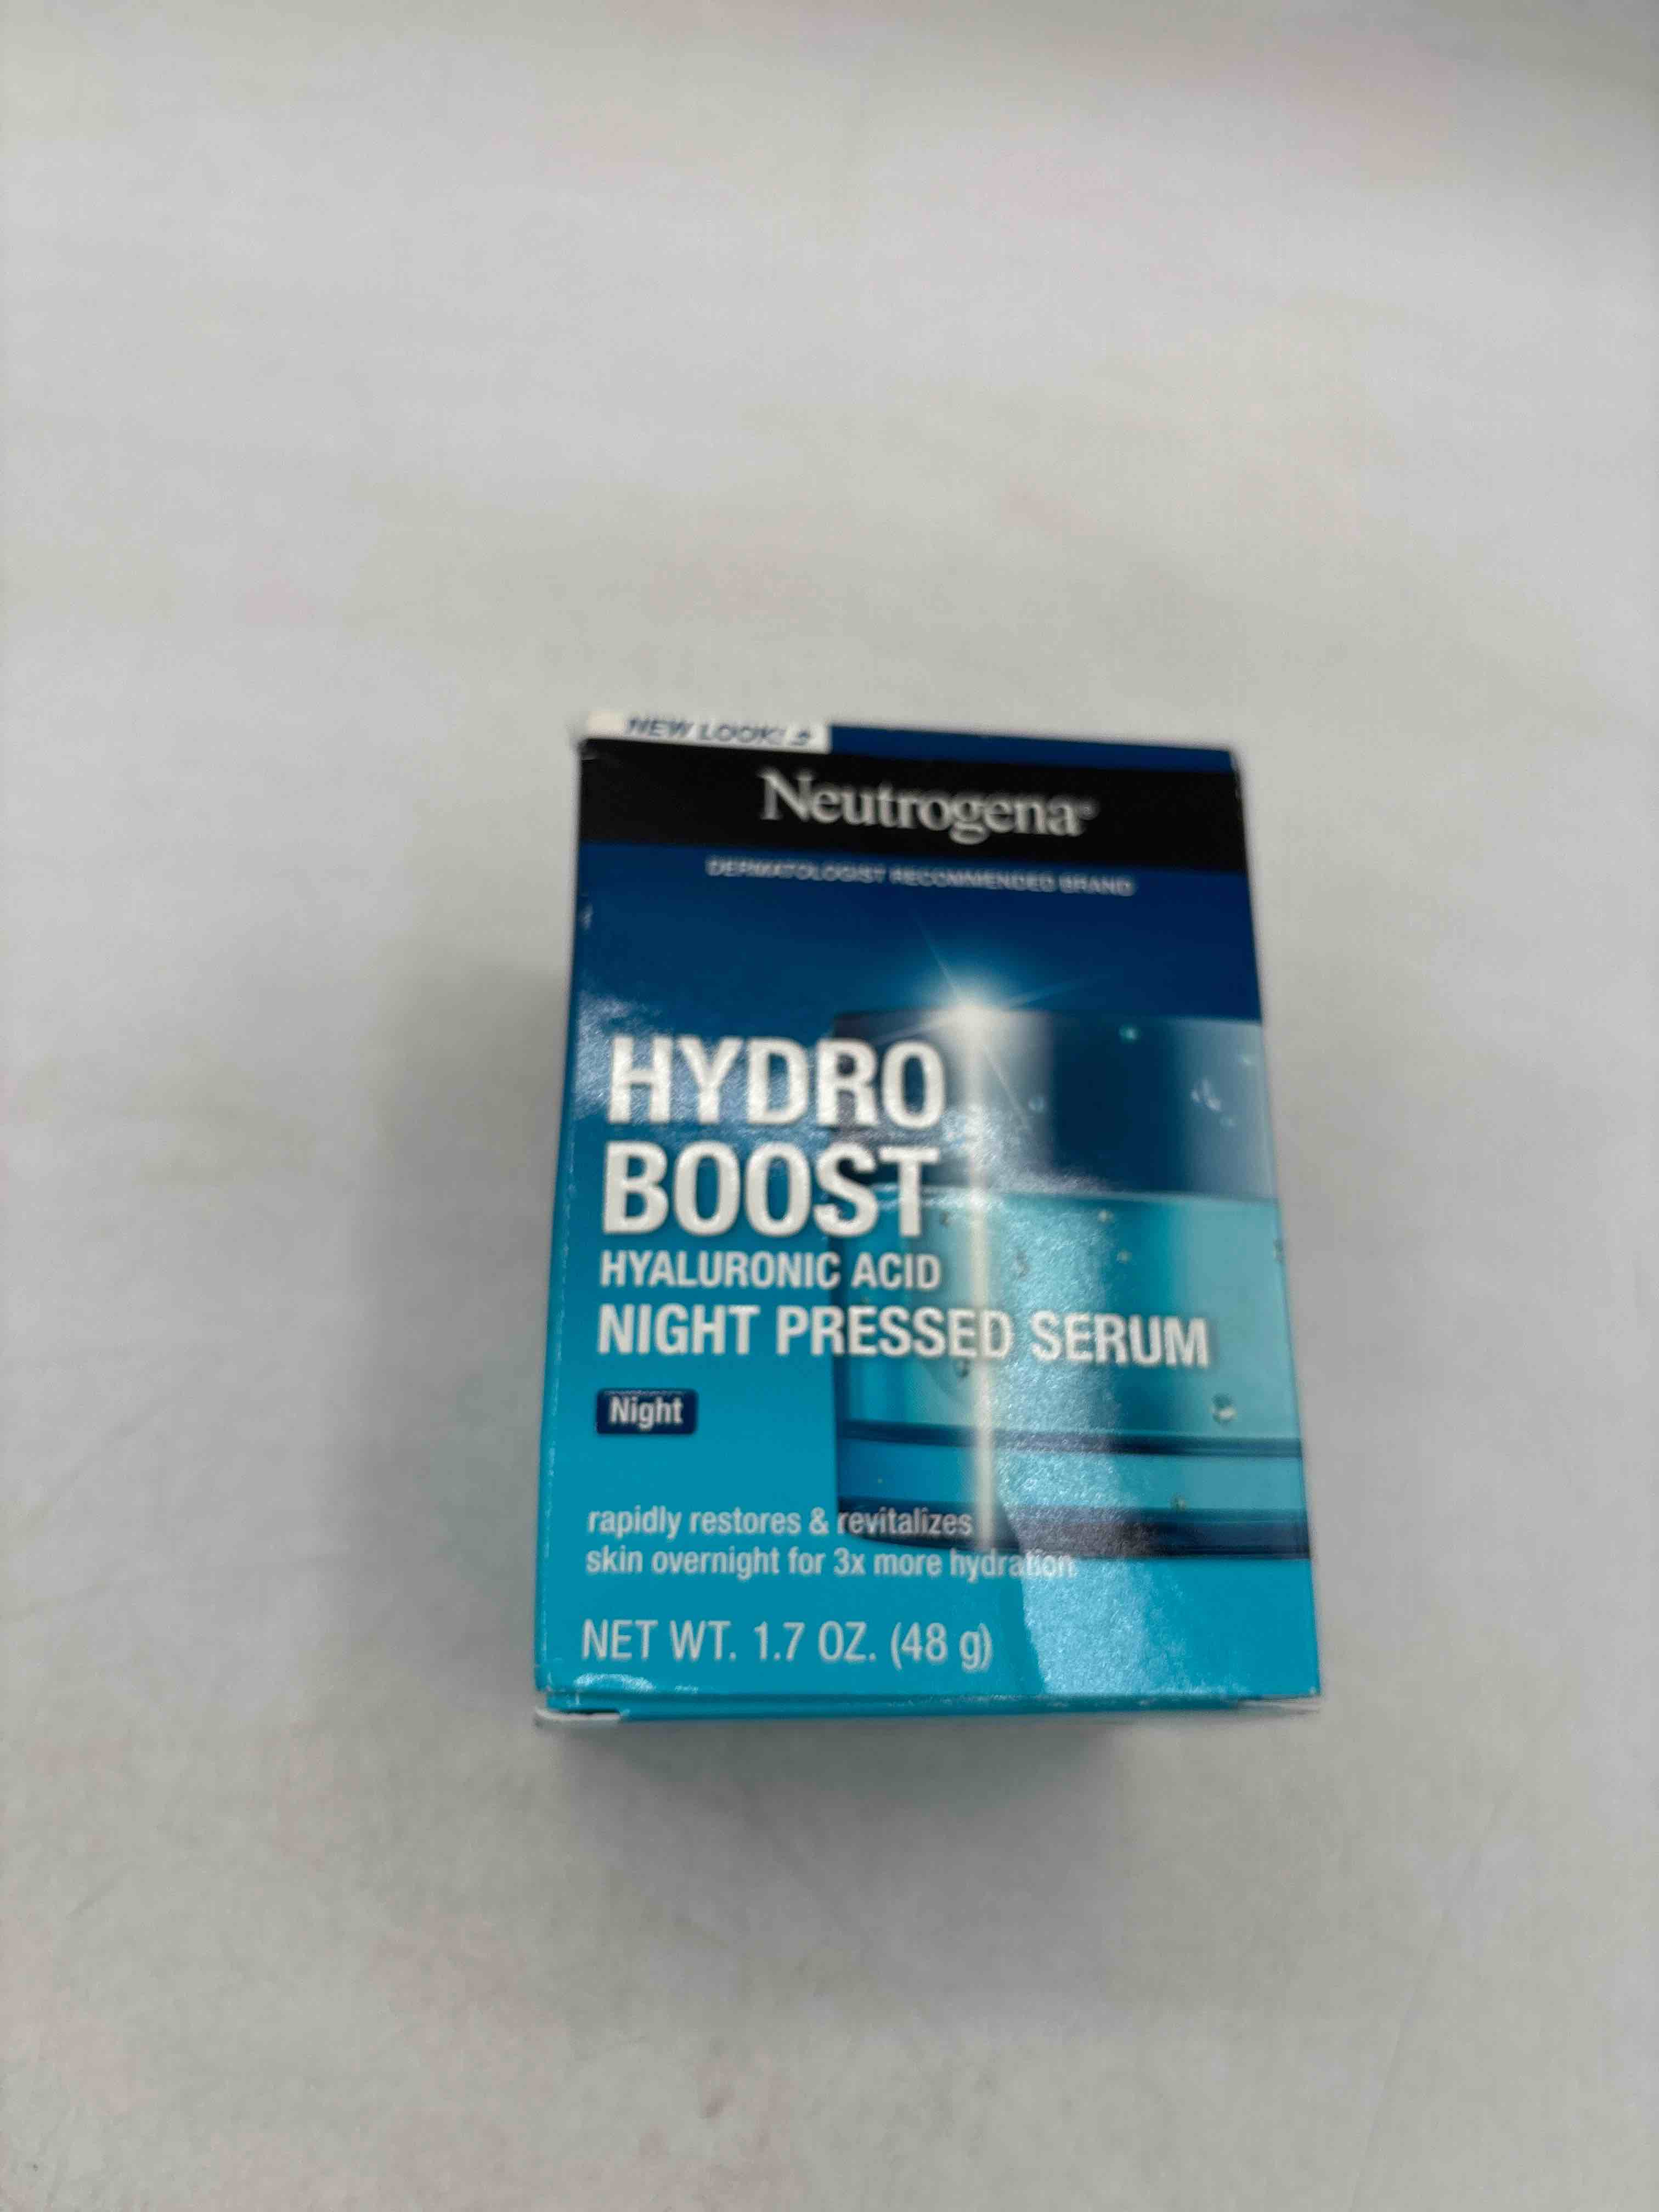 NEW LOOK!
Neutrogena®
DERMATOLOGIST RECOMMENDED BRAND
HYDRO
BOOST
HYALURONIC ACID
NIGHT PRESSED SERUM
Night
rapidly restores & revitalizes
skin overnight for 3x more hydration
NET WT. 1.7 OZ. (48 g)